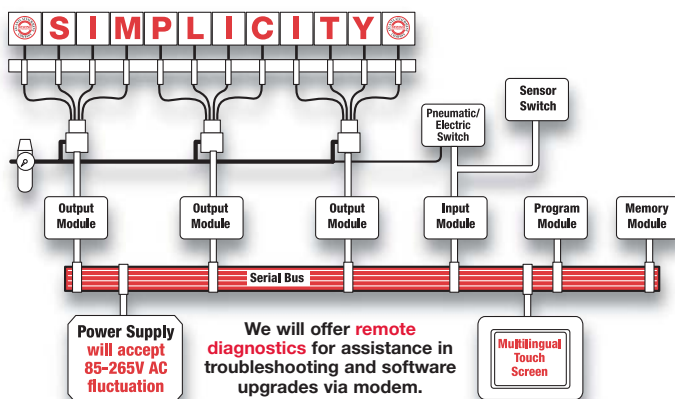 SIMPLICITY
Sensor
Switch
Pneumatic/
Electric
Switch
Output
Module
Output
Module
Output
Module
Input
Module
Program
Module
Memory
Module
Serial Bus
Power Supply
will accept
85-265V AC
fluctuation
We will offer remote
diagnostics for assistance in
troubleshooting and software
upgrades via modem.
Multilingual
Touch
Screen